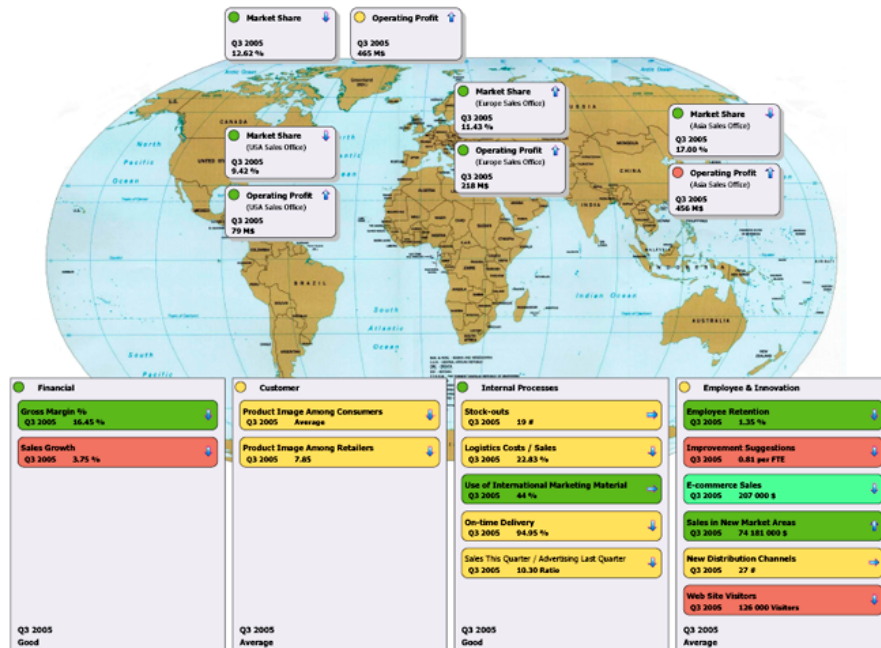 Market Share
Q3 2005
12.62 %
Operating Profit
Q3 2005
465 M$
Market Share
(USA Sales Office)
Q3 2005
9.42 %
Operating Profit
(USA Sales Office)
Q3 2005
79 M$
Market Share
(Europe Sales Office)
Q3 2005
11.43 %
Operating Profit
(Europe Sales Office)
Q3 2005
218 M$
Market Share
(Asia Sales Office)
Q3 2005
17.00 %
Operating Profit
(Asia Sales Office)
Q3 2005
456 M$
Arctic Ocean
Greenland
U.S.
CANADA
North
Pacific
Ocean
MONGOLIA
CHINA
INDIA
ALGERIA
BRAZIL
INDONESIA
Indian Ocean
AUSTRALIA
South
Atlantic
Ocean
South
Pacific
Financial
Gross Margin %
Q3 2005 16.45 %
Sales Growth
Q3 2005 3.75 %
Q3 2005
Good
Customer
Product Image Among Consumers
Q3 2005 Average
Product Image Among Retailers
Q3 2005 7.85
Q3 2005
Average
Internal Processes
Stock-outs
Q3 2005 19 #
Logistics Costs / Sales
Q3 2005 22.83 %
Use of International Marketing Material
Q3 2005 44 %
On-time Delivery
Q3 2005 94.95 %
Sales This Quarter / Advertising Last Quarter
Q3 2005 10.30 Ratio
Q3 2005
Good
Employee & Innovation
Employee Retention
Q3 2005 1.35 %
Improvement Suggestions
Q3 2005 0.81 per FTE
E-commerce Sales
Q3 2005 207 000 $
Sales in New Market Areas
Q3 2005 74 181 000 $
New Distribution Channels
Q3 2005 27 #
Web Site Visitors
Q3 2005 126 000 Visitors
Q3 2005
Average